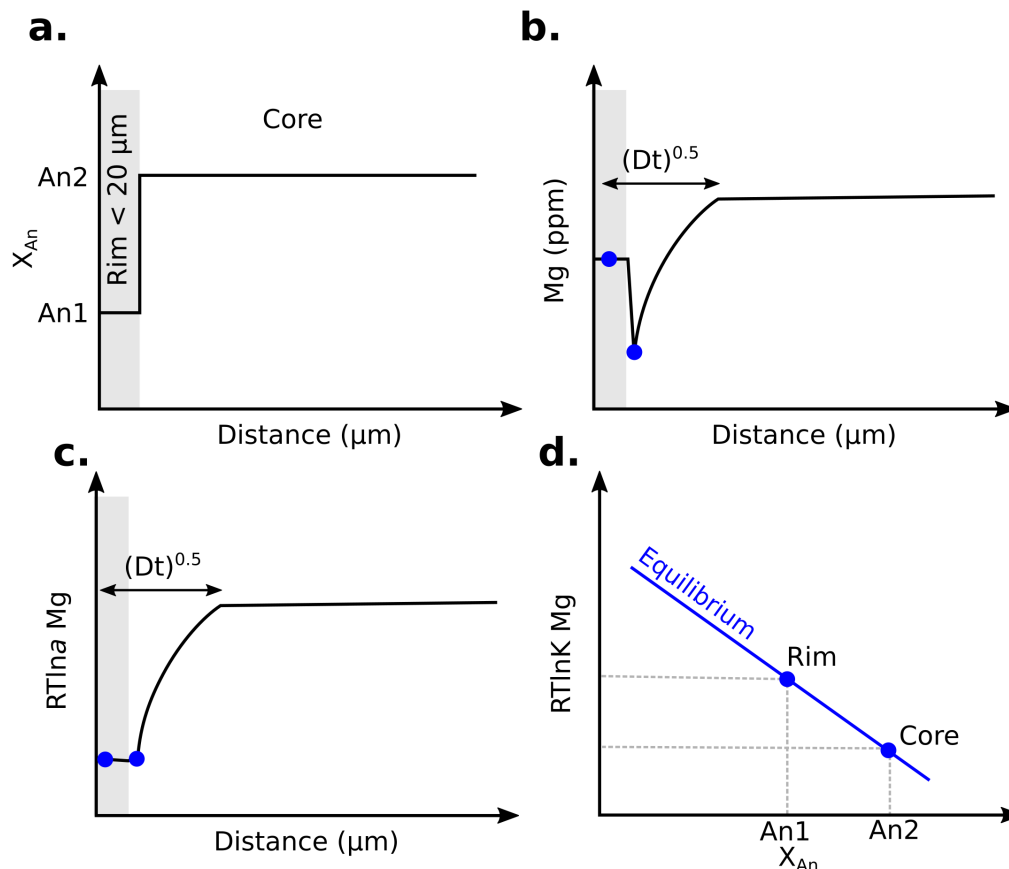 a.
Core
Rim < 20 µm
An2
An1
X_An
Distance (µm)
b.
(Dt)^0.5
Mg (ppm)
Distance (µm)
c.
(Dt)^0.5
RTlna Mg
Distance (µm)
d.
Equilibrium
Rim
Core
RTlnK Mg
An1
An2
X_An